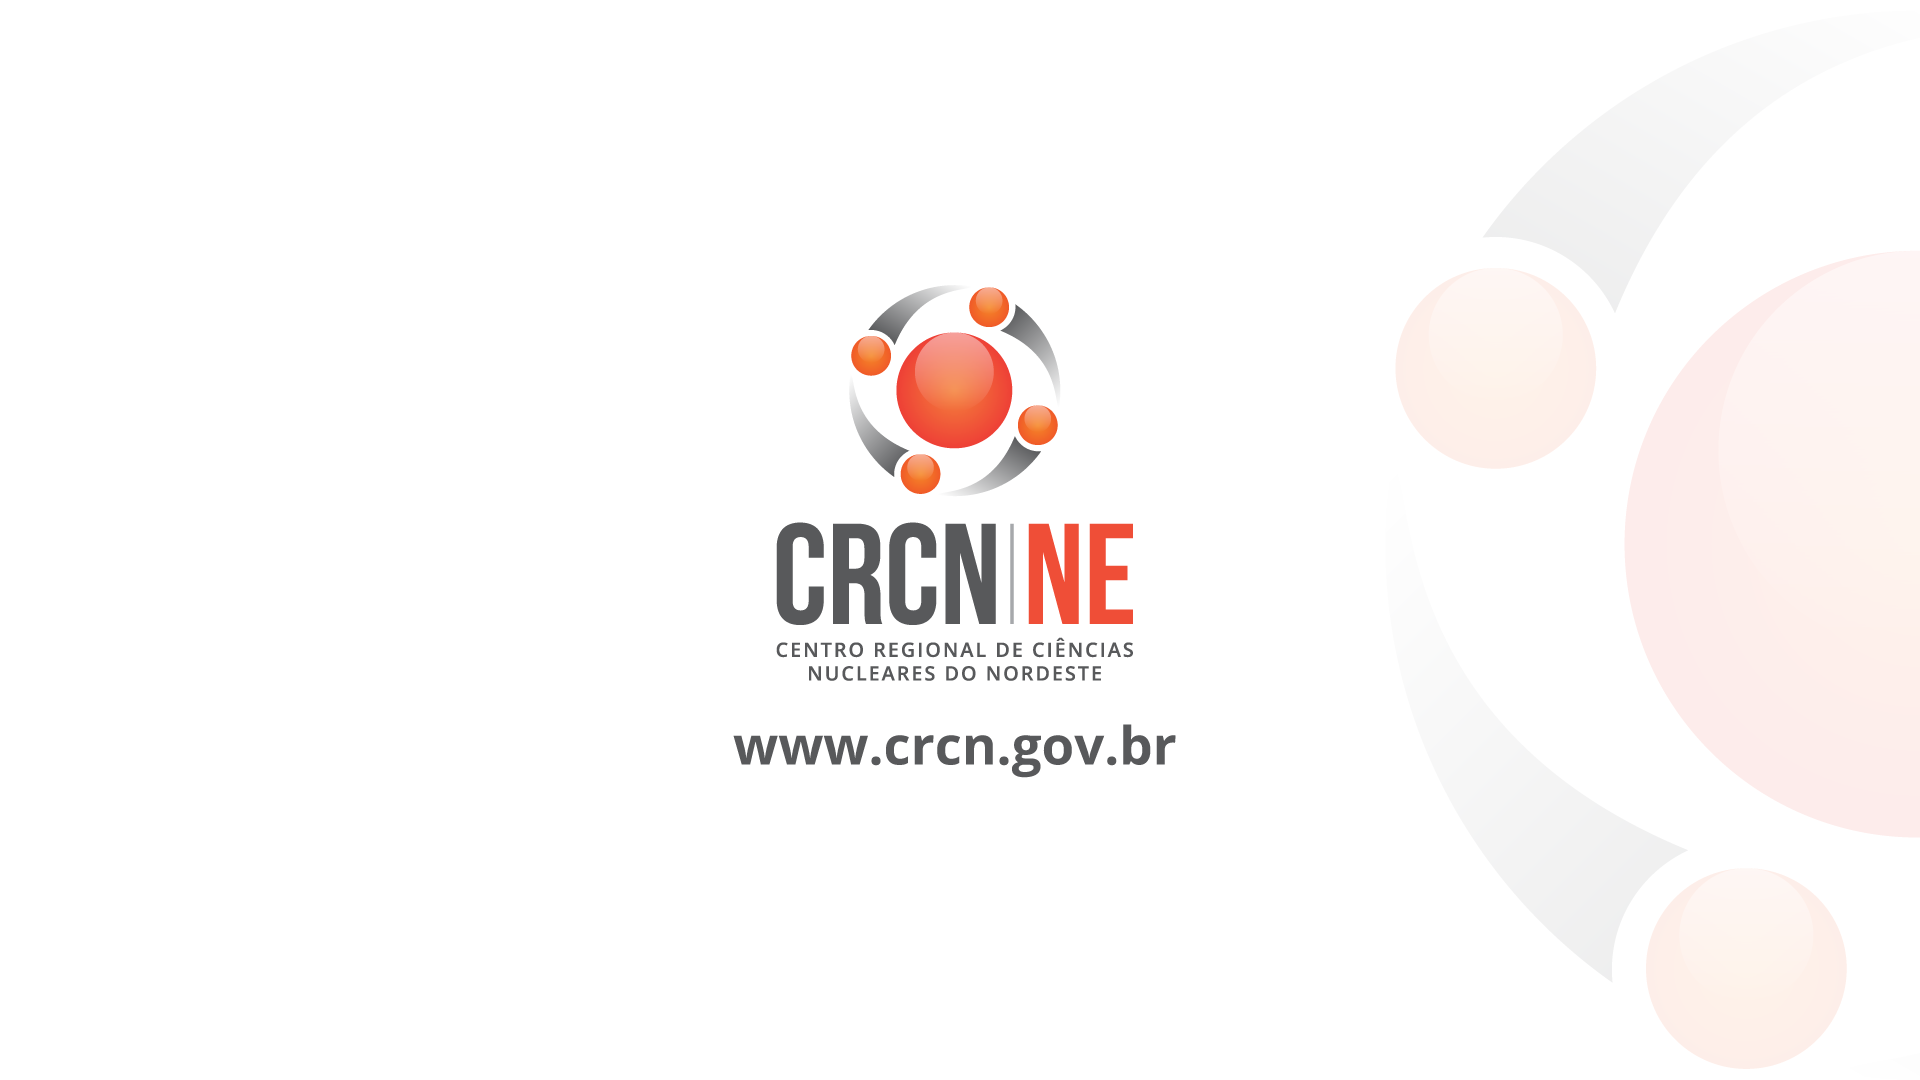 CRCN|NE
CENTRO REGIONAL DE CIÊNCIAS
NUCLEARES DO NORDESTE
www.crcn.gov.br